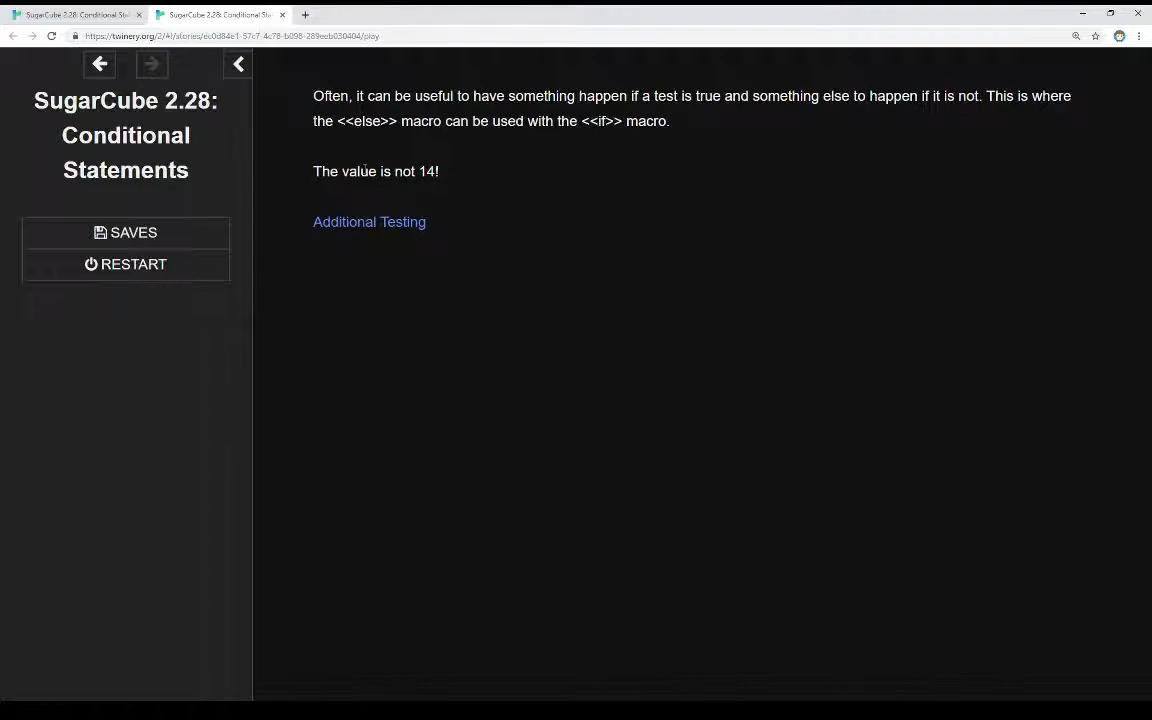 SugarCube 2.28: Conditional Sta
SugarCube 2.28: Conditional Sta
https://twinery.org/2/#!/stories/ec0d84e1-57c7-4c78-b098-289eeb030404/play
SugarCube 2.28:
Conditional
Statements
SAVES
RESTART
Often, it can be useful to have something happen if a test is true and something else to happen if it is not. This is where
the <<else>> macro can be used with the <<if>> macro.
The value is not 14!
Additional Testing